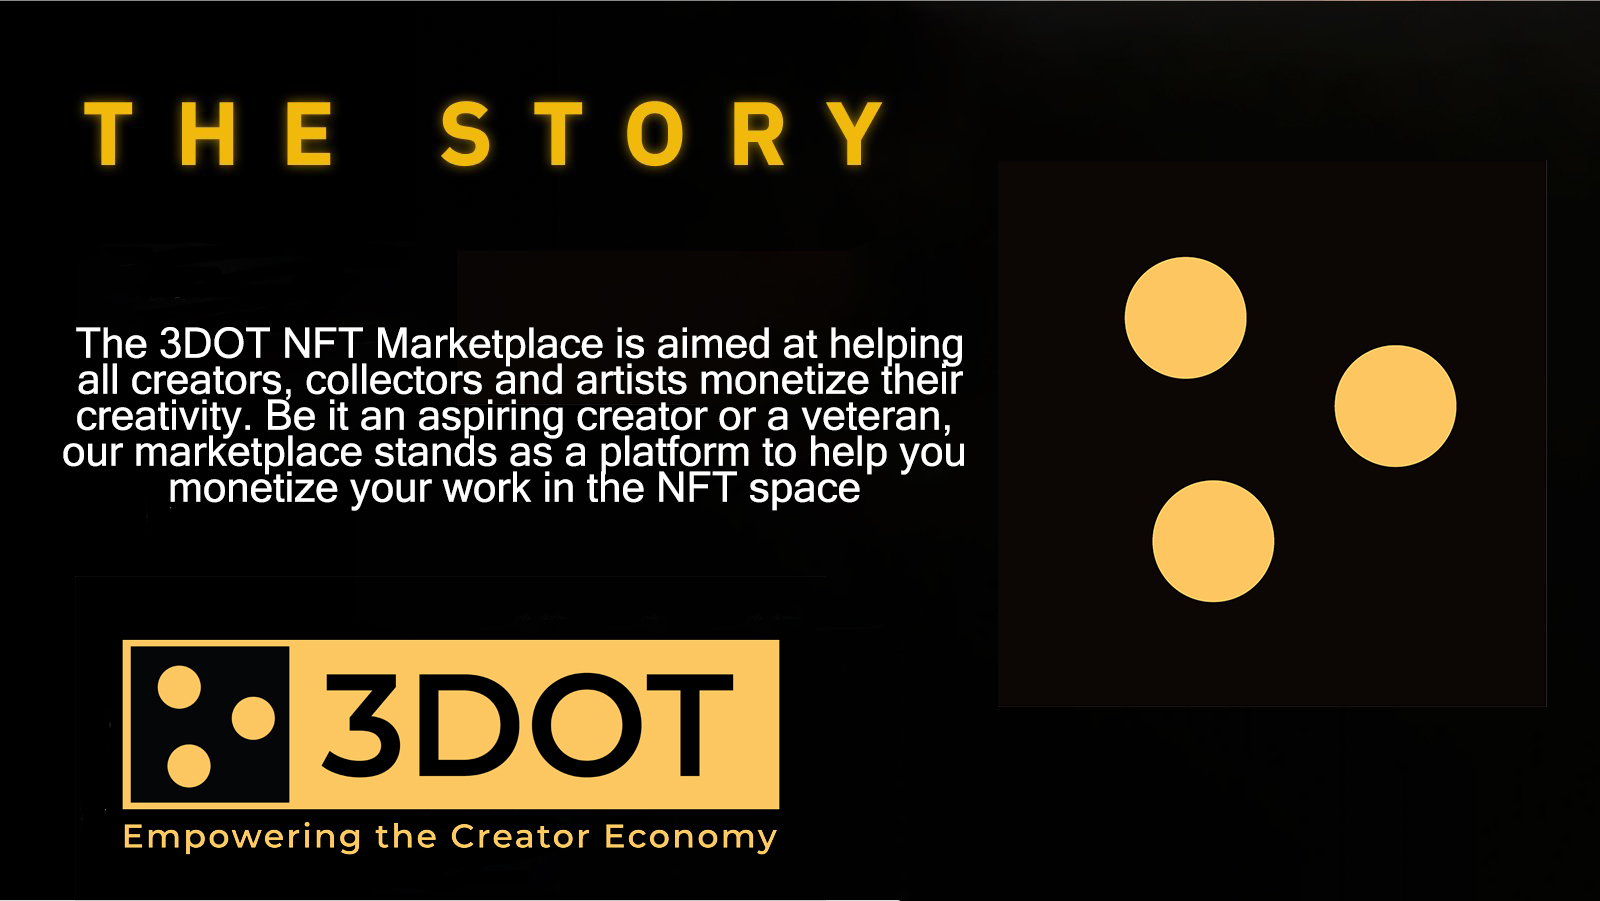 THE STORY
The 3DOT NFT Marketplace is aimed at helping
all creators, collectors and artists monetize their
creativity. Be it an aspiring creator or a veteran,
our marketplace stands as a platform to help you
monetize your work in the NFT space
3DOT
Empowering the Creator Economy